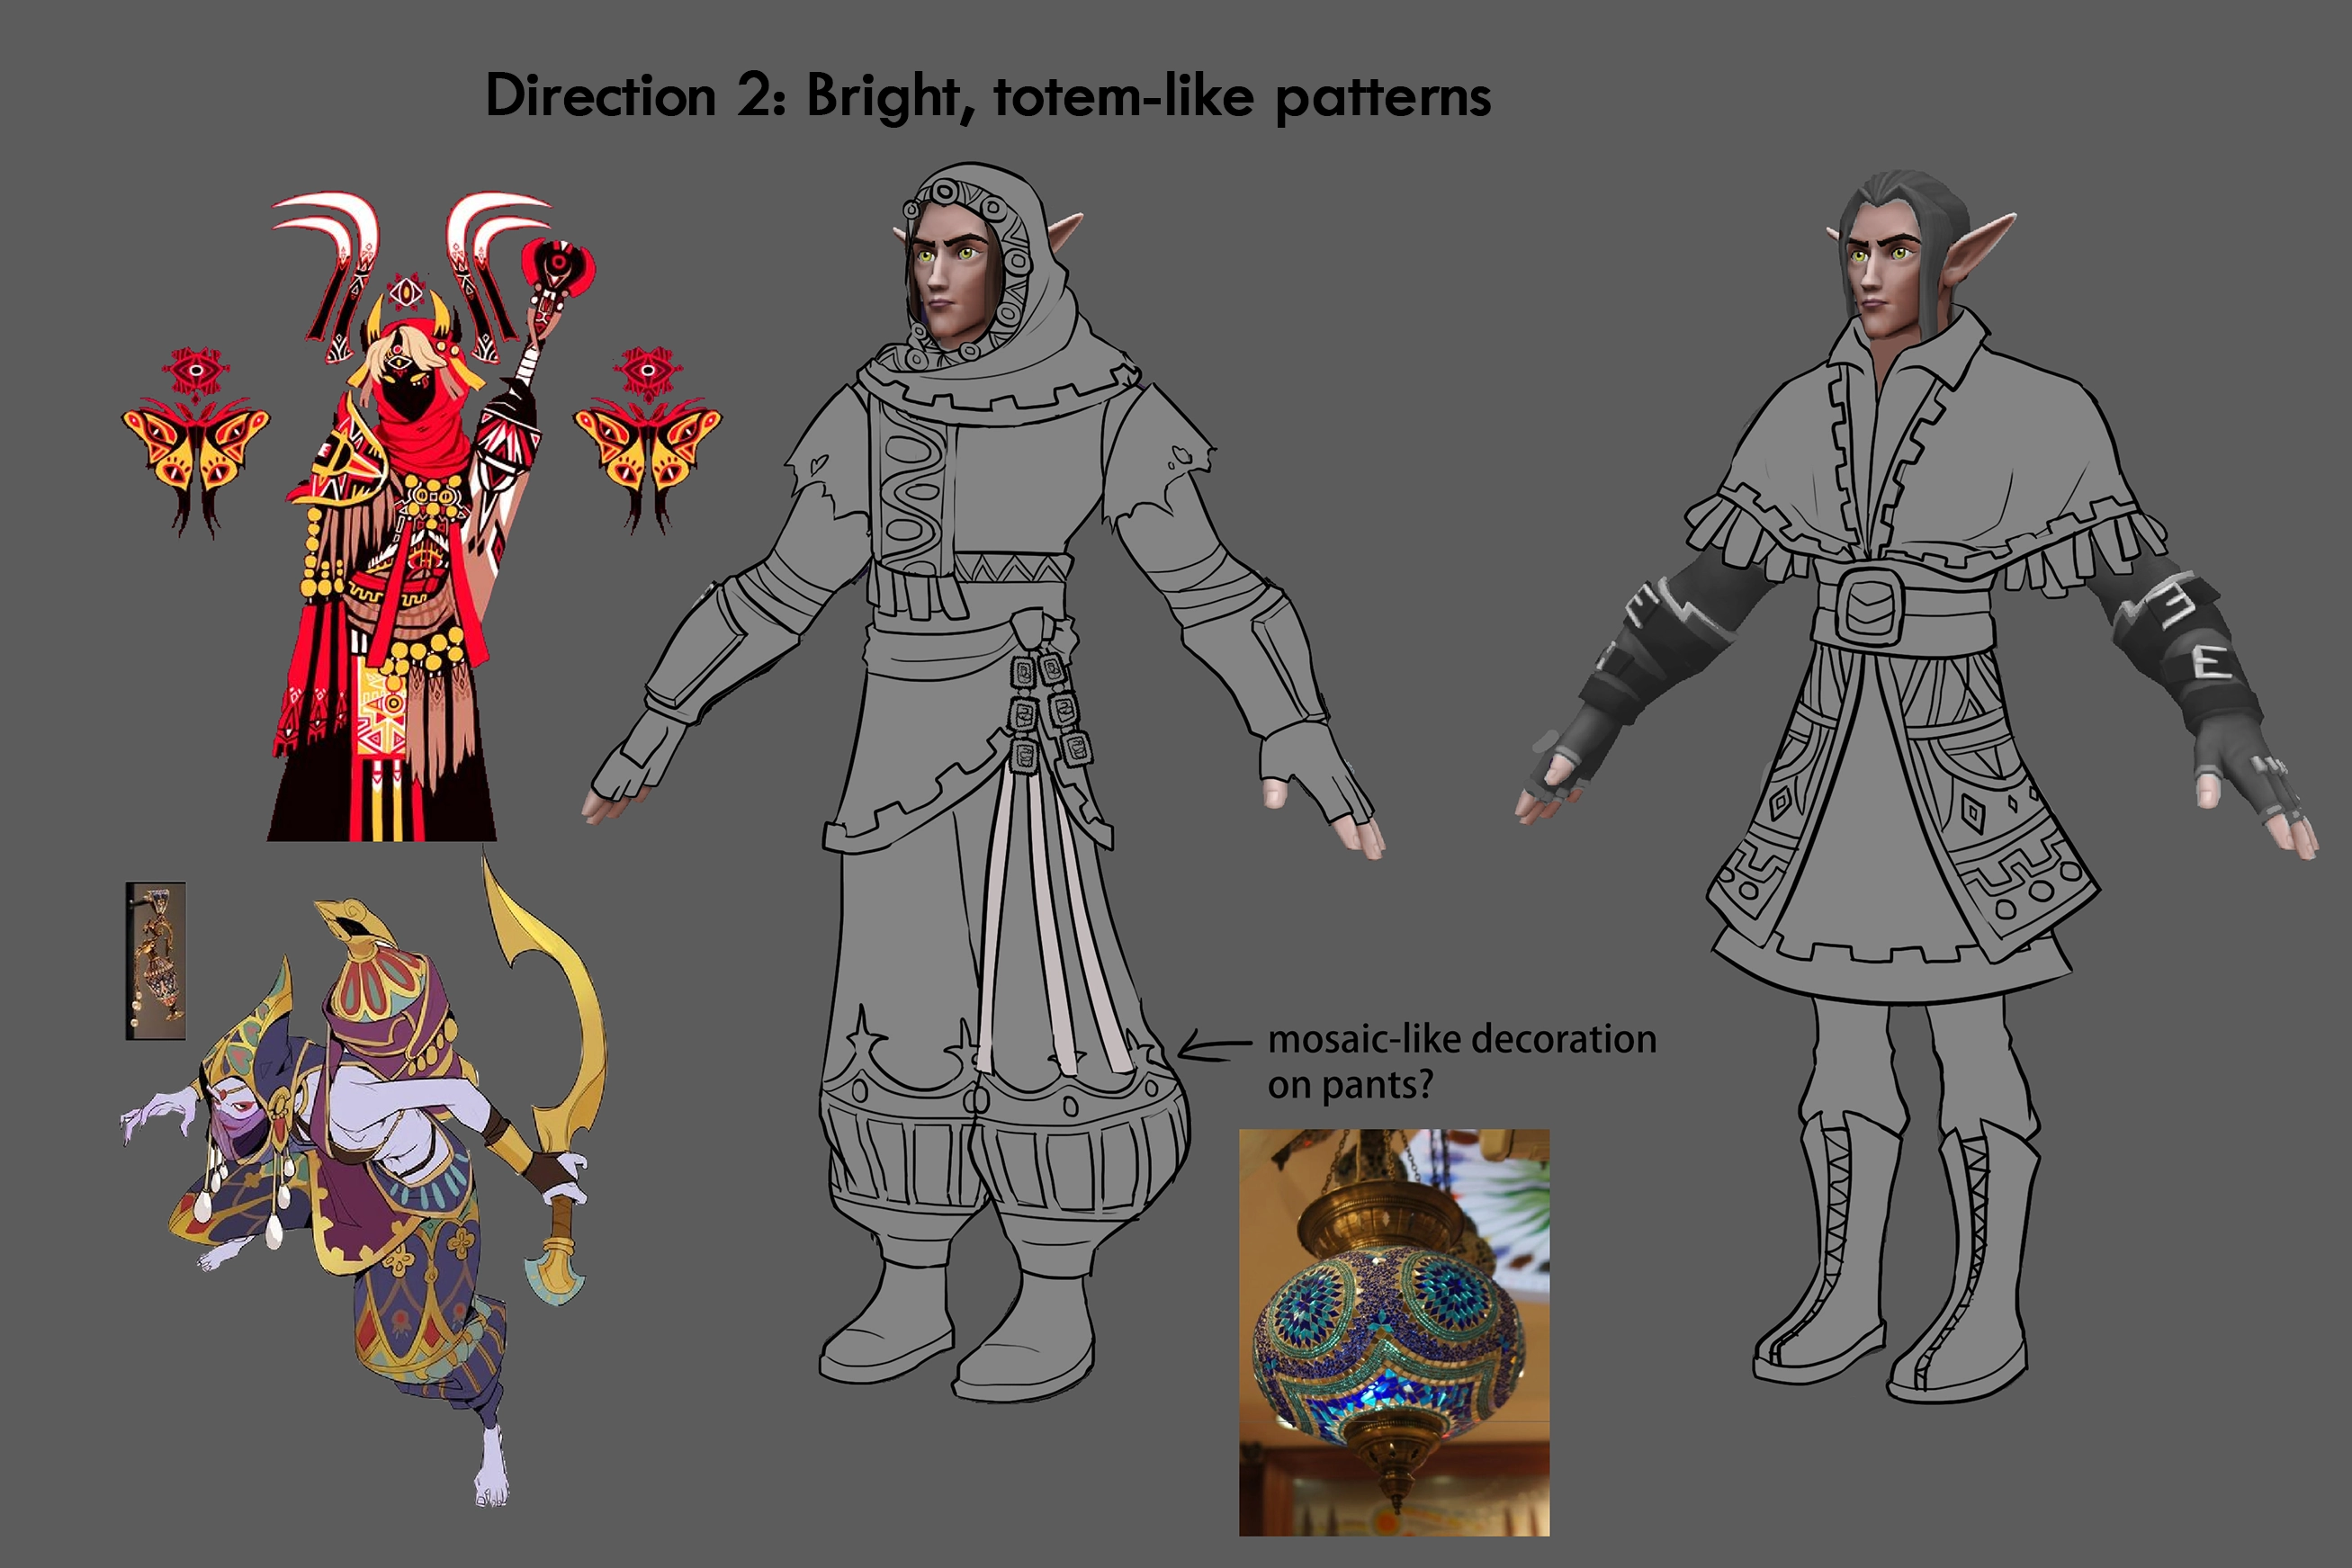 Direction 2: Bright, totem-like patterns
mosaic-like decoration
on pants?